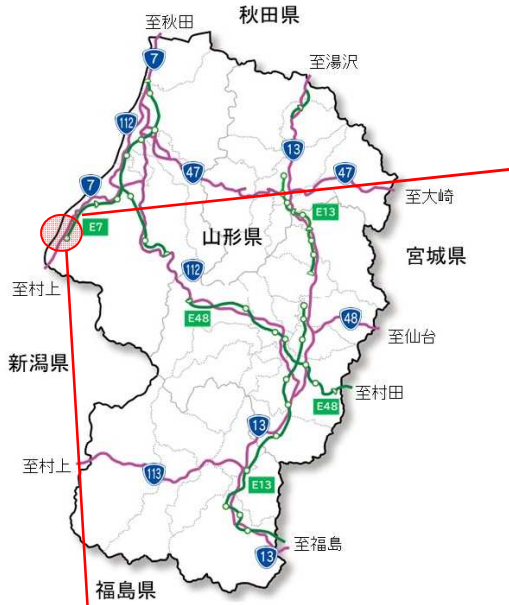 秋田県
至秋田
7
至湯沢
112
13
7
47
47
至大崎
E13
E7
山形県
宮城県
112
至村上
E48
48
至仙台
新潟県
至村田
E48
13
至村上
113
E13
至福島
13
福島県